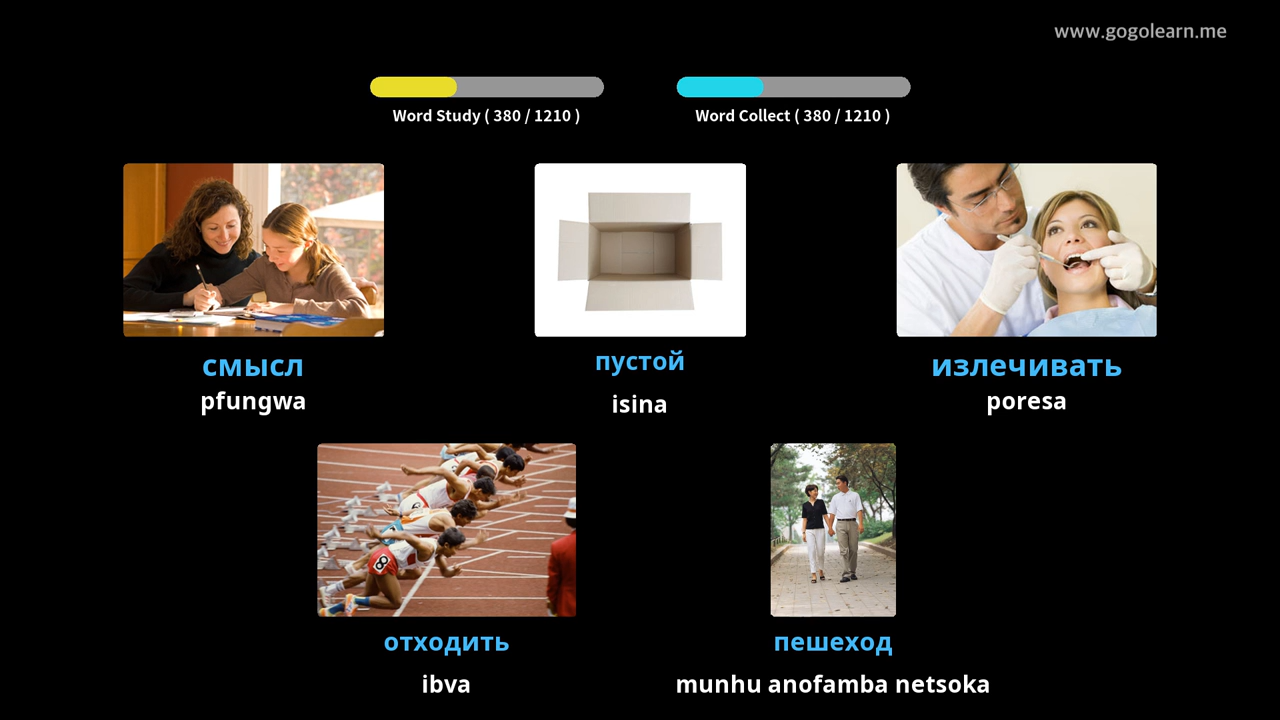 www.gogolearn.me
Word Study ( 380 / 1210 )
Word Collect ( 380 / 1210 )
смысл
pfungwa
пустой
isina
излечивать
poresa
8
отходить
ibva
пешеход
munhu anofamba netsoka